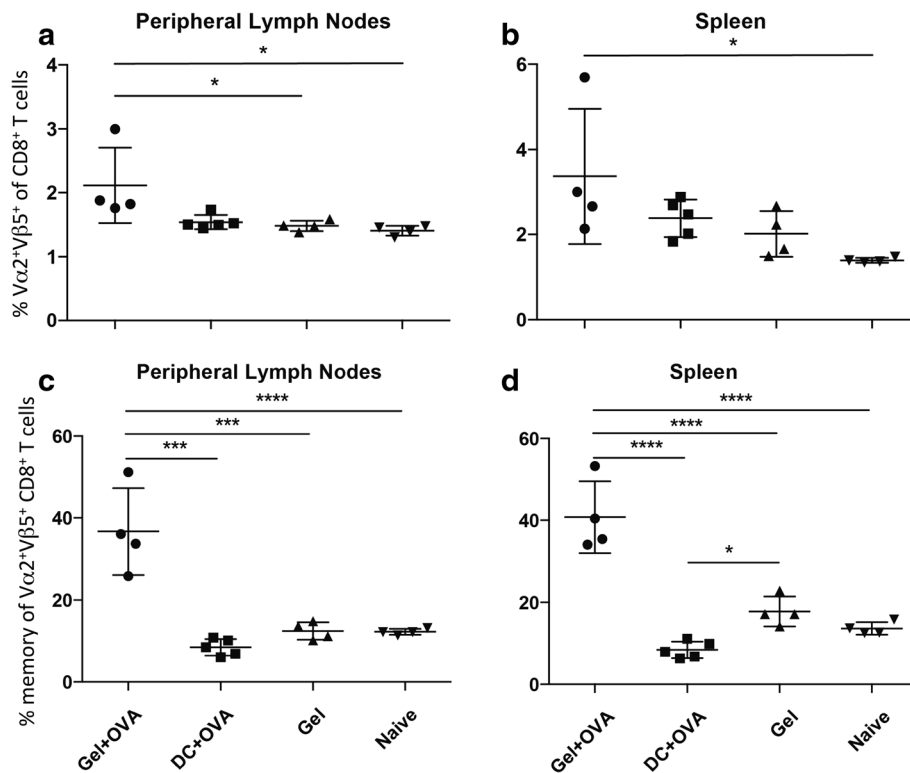 a
Peripheral Lymph Nodes
b
Spleen
% Vα2⁺Vβ5⁺ of CD8⁺ T cells
*
*
4
3
2
1
0
*
6
4
2
0
c
Peripheral Lymph Nodes
d
Spleen
% memory of Vα2⁺Vβ5⁺ CD8⁺ T cells
****
***
***
60
40
20
0
****
****
****
*
60
40
20
0
Gel+OVA
DC+OVA
Gel
Naive
Gel+OVA
DC+OVA
Gel
Naive